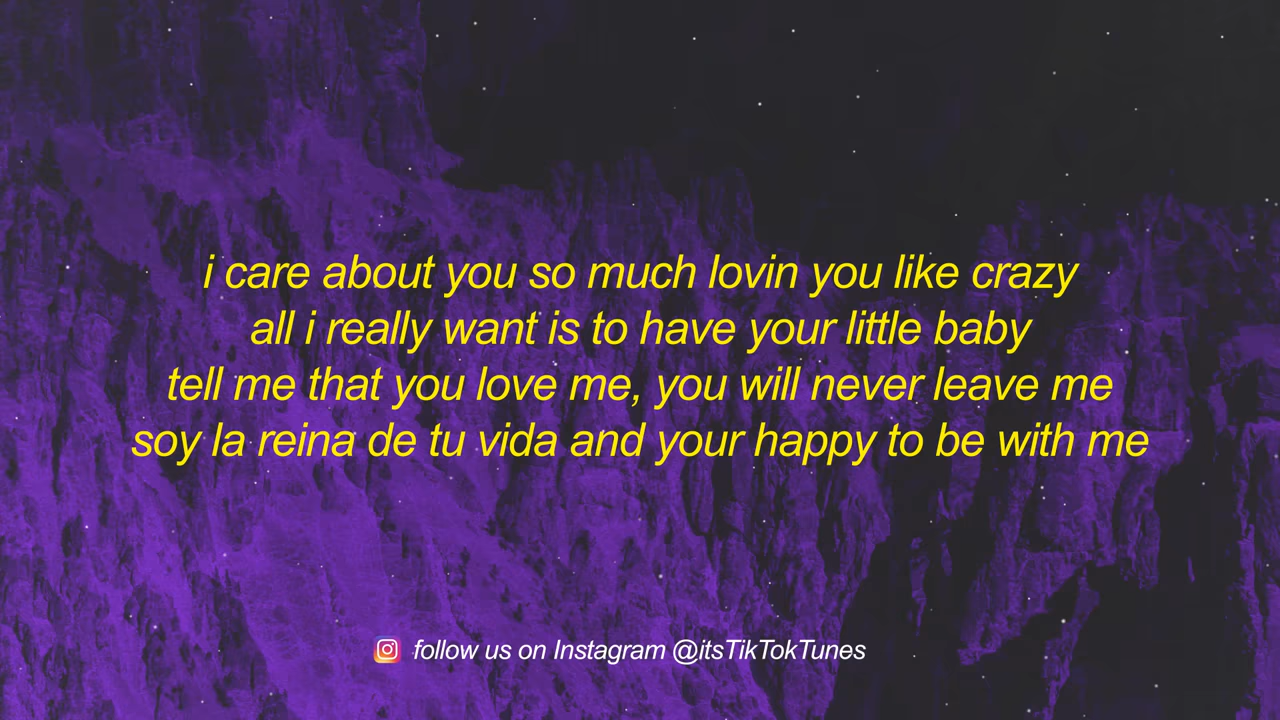 i care about you so much lovin you like crazy
all i really want is to have your little baby
tell me that you love me, you will never leave me
soy la reina de tu vida and your happy to be with me
follow us on Instagram @itsTikTokTunes